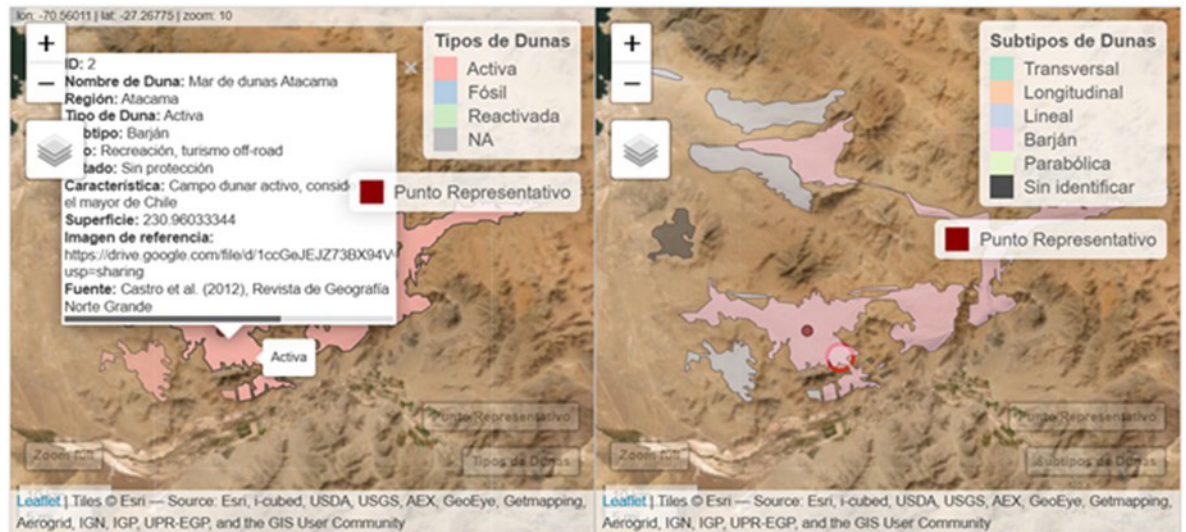 lon: -70.56011 | lat: -27.26775 | zoom: 10
+
−
ID: 2
Nombre de Duna: Mar de dunas Atacama
Región: Atacama
Tipo de Duna: Activa
btipo: Barján
o: Recreación, turismo off-road
tado: Sin protección
Característica: Campo dunar activo, conside
el mayor de Chile
Superficie: 230.96033344
Imagen de referencia:
https://drive.google.com/file/d/1ccGeJEJZ73BX94V
usp=sharing
Fuente: Castro et al. (2012), Revista de Geografía
Norte Grande
×
Tipos de Dunas
Activa
Fósil
Reactivada
NA
Punto Representativo
Activa
Punto Representativo
Zoom full
Tipos de Dunas
Leaflet | Tiles © Esri — Source: Esri, i-cubed, USDA, USGS, AEX, GeoEye, Getmapping,
Aerogrid, IGN, IGP, UPR-EGP, and the GIS User Community
+
−
Subtipos de Dunas
Transversal
Longitudinal
Lineal
Barján
Parabólica
Sin identificar
Punto Representativo
Punto Representativo
Zoom full
Subtipos de Dunas
Leaflet | Tiles © Esri — Source: Esri, i-cubed, USDA, USGS, AEX, GeoEye, Getmapping,
Aerogrid, IGN, IGP, UPR-EGP, and the GIS User Community